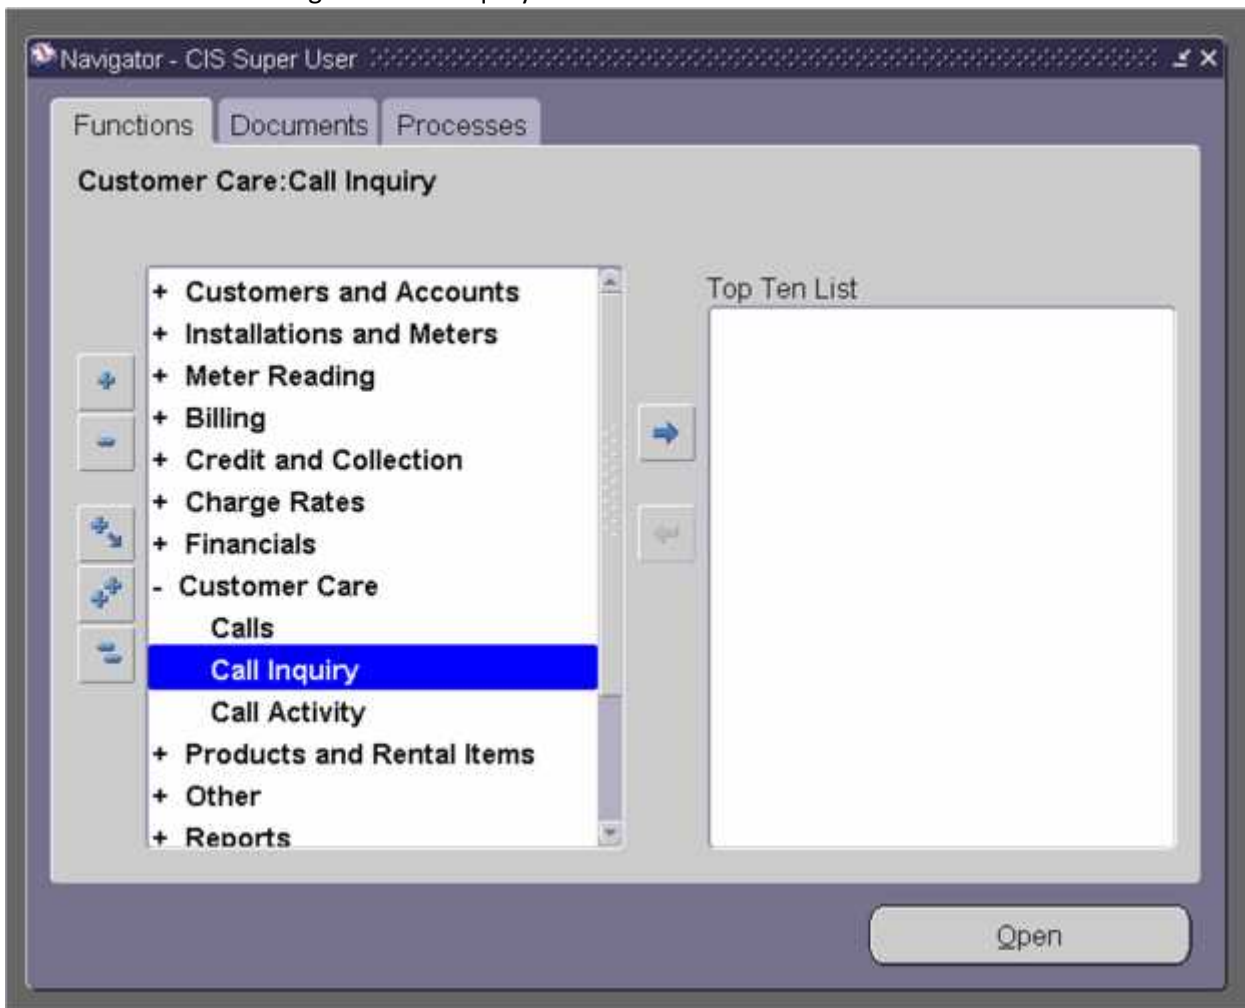 Navigator - CIS Super User
Functions Documents Processes
Customer Care:Call Inquiry
Top Ten List
+ Customers and Accounts
+ Installations and Meters
+ Meter Reading
+ Billing
+ Credit and Collection
+ Charge Rates
+ Financials
- Customer Care
Calls
Call Inquiry
Call Activity
+ Products and Rental Items
+ Other
+ Reports
Open